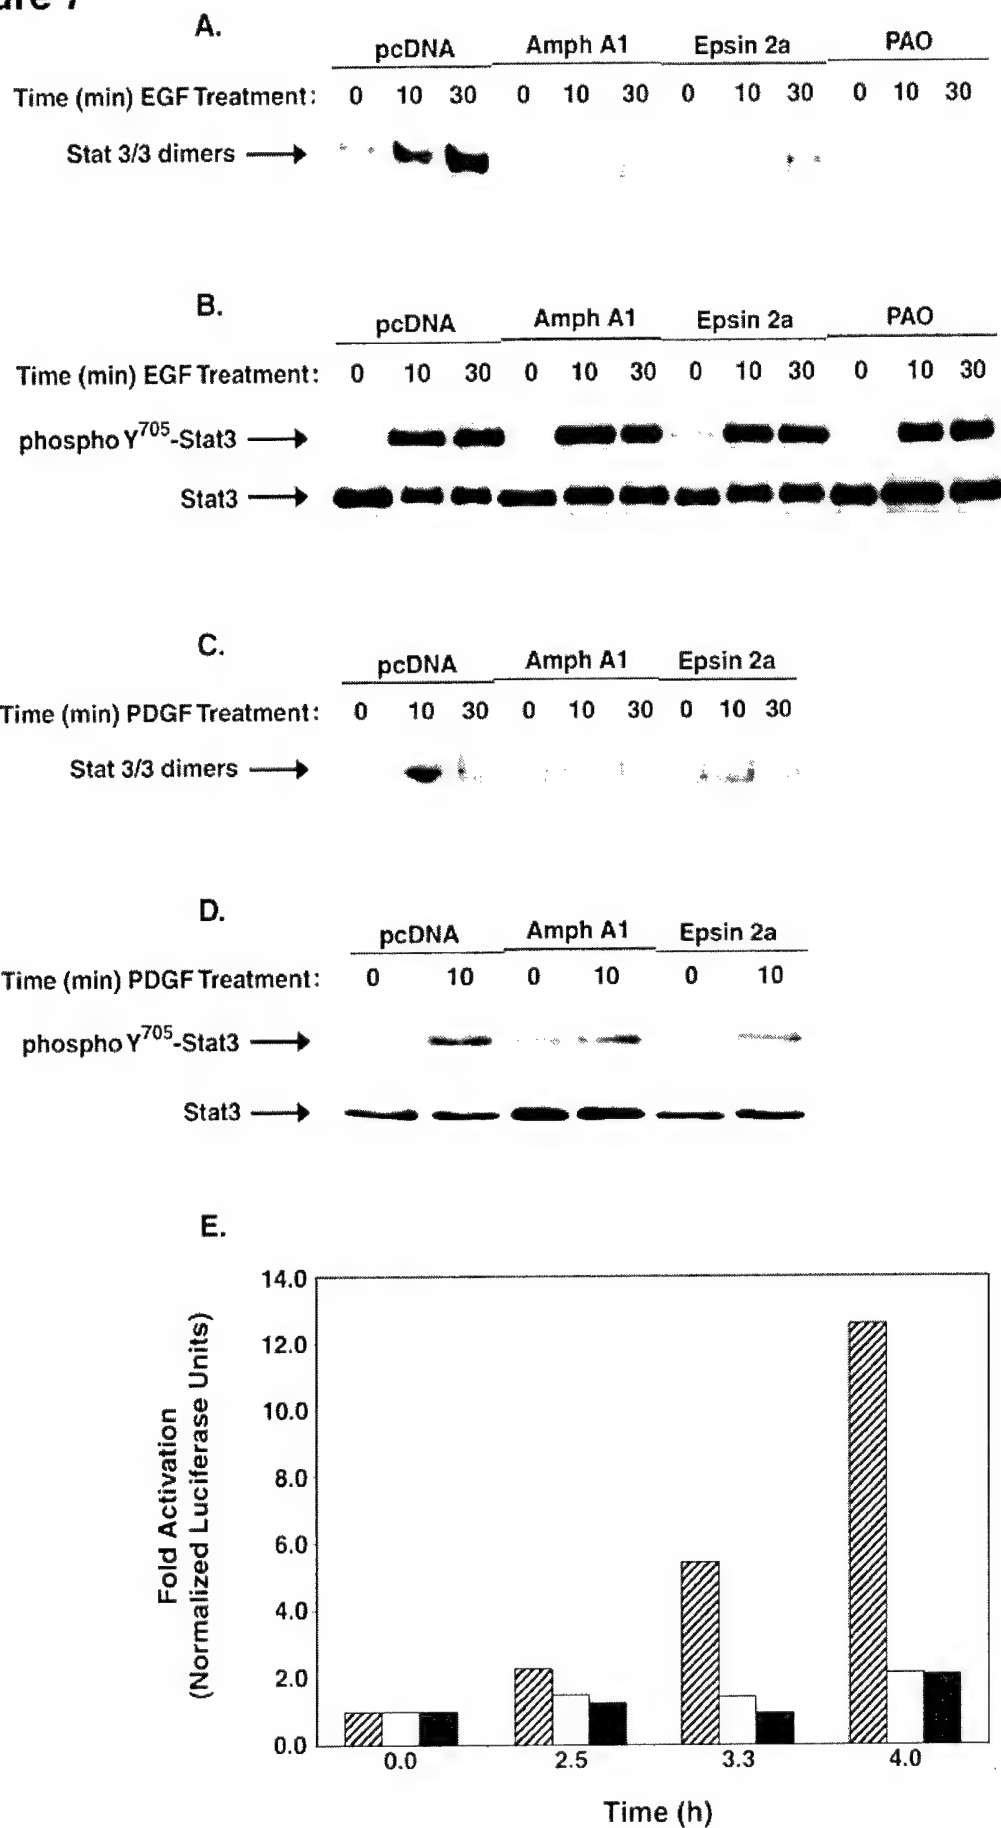 A.
pcDNA Amph A1 Epsin 2a PAO
Time (min) EGF Treatment: 0 10 30 0 10 30 0 10 30 0 10 30
Stat 3/3 dimers
B.
pcDNA Amph A1 Epsin 2a PAO
Time (min) EGF Treatment: 0 10 30 0 10 30 0 10 30 0 10 30
phospho Y705-Stat3
Stat3
C.
pcDNA Amph A1 Epsin 2a
Time (min) PDGF Treatment: 0 10 30 0 10 30 0 10 30
Stat 3/3 dimers
D.
pcDNA Amph A1 Epsin 2a
Time (min) PDGF Treatment: 0 10 0 10 0 10
phospho Y705-Stat3
Stat3
E.
Fold Activation
(Normalized Luciferase Units)
14.0
12.0
10.0
8.0
6.0
4.0
2.0
0.0
0.0 2.5 3.3 4.0
Time (h)